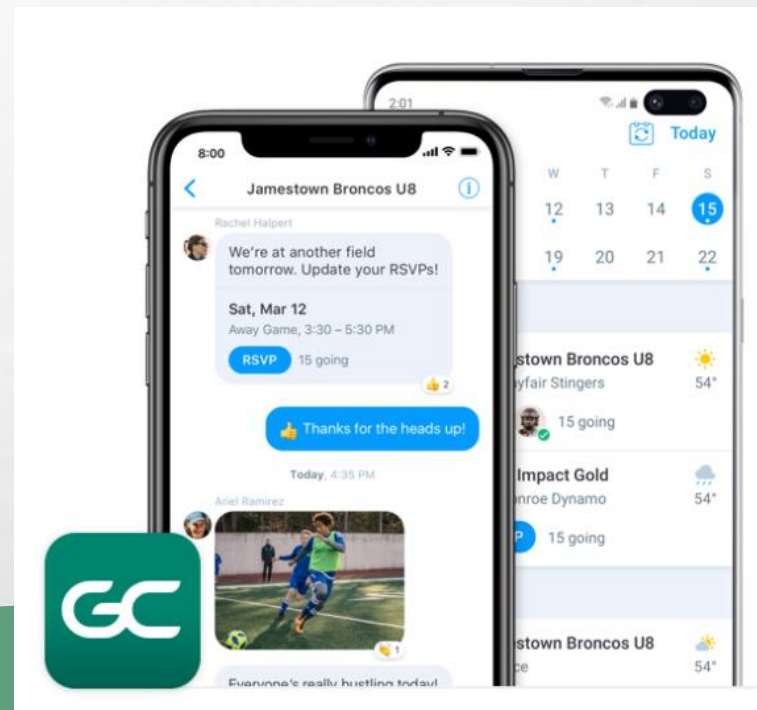 8:00
Jamestown Broncos U8
Rachel Halpert
We're at another field
tomorrow. Update your RSVPs!
Sat, Mar 12
Away Game, 3:30 – 5:30 PM
RSVP 15 going
👍 2
👍 Thanks for the heads up!
Today, 4:35 PM
Ariel Ramirez
👏 1
Everyone's really hustling today!
GC
2:01
Today
W T F S
12 13 14 15
19 20 21 22
stown Broncos U8
yfair Stingers 54°
15 going
Impact Gold
nroe Dynamo 54°
P 15 going
stown Broncos U8
ce 54°